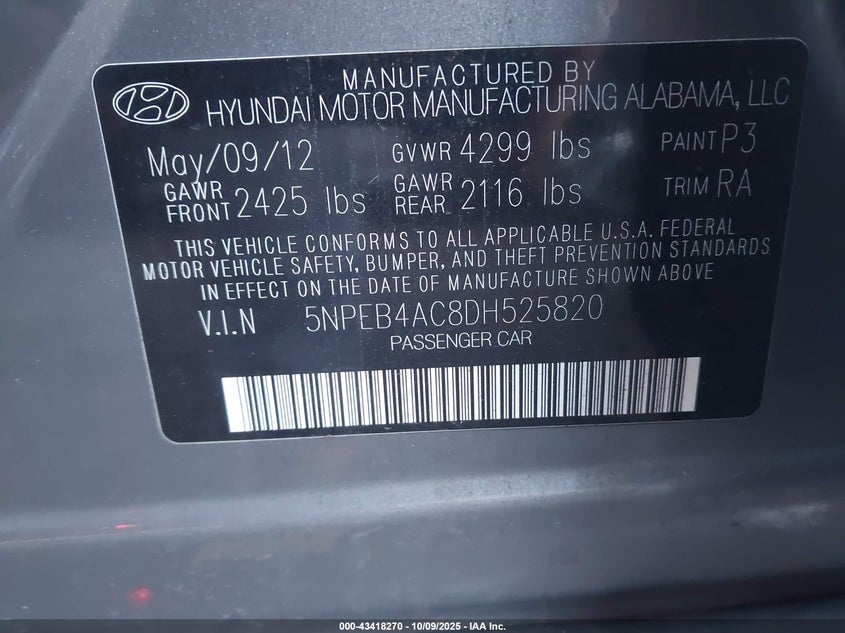 MANUFACTURED BY
HYUNDAI MOTOR MANUFACTURING ALABAMA, LLC
May/09/12 GVWR 4299 lbs PAINT P3
GAWR FRONT 2425 lbs GAWR REAR 2116 lbs TRIM RA
THIS VEHICLE CONFORMS TO ALL APPLICABLE U.S.A. FEDERAL
MOTOR VEHICLE SAFETY, BUMPER, AND THEFT PREVENTION STANDARDS
IN EFFECT ON THE DATE OF MANUFACTURE SHOWN ABOVE
V.I.N 5NPEB4AC8DH525820
PASSENGER CAR
000-43418270 - 10/09/2025 - IAA Inc.